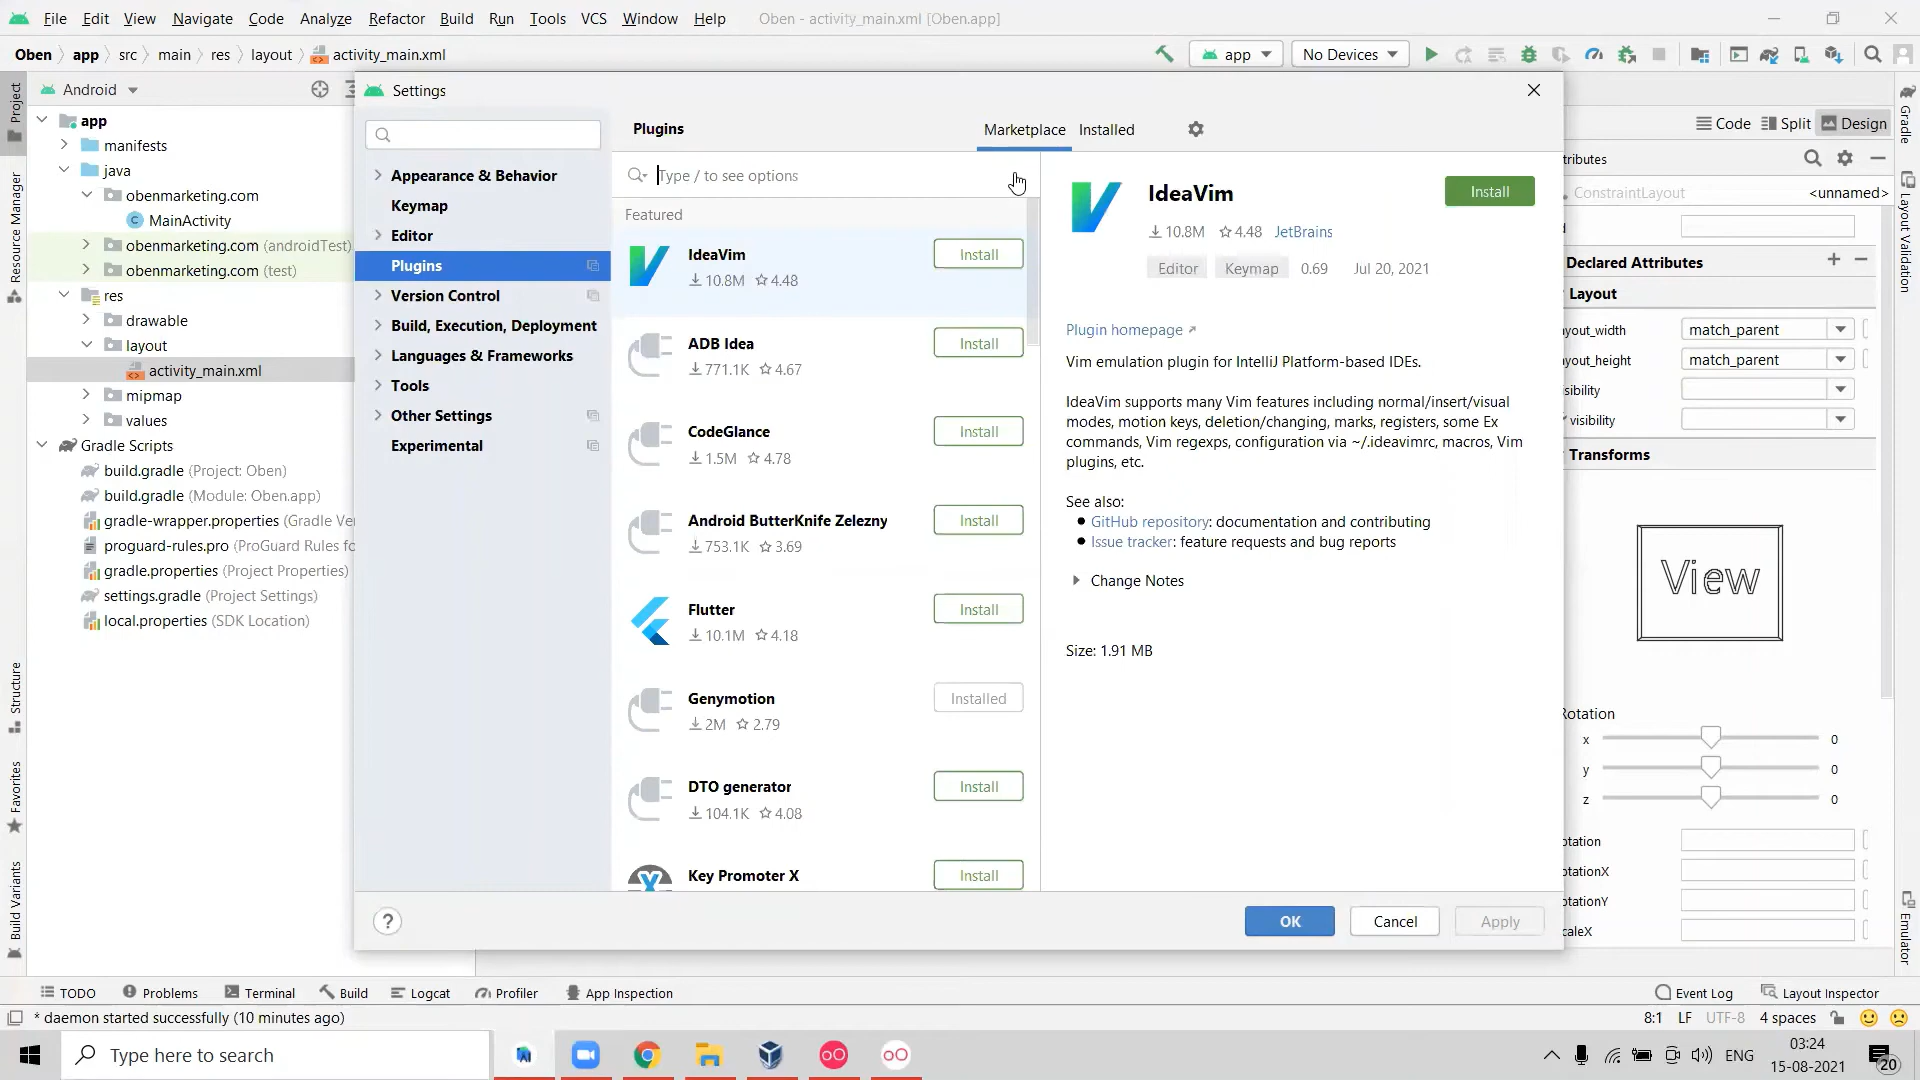 File Edit View Navigate Code Analyze Refactor Build Run Tools VCS Window Help Oben - activity_main.xml [Oben.app]
Oben app src main res layout activity_main.xml app No Devices
Project
Resource Manager
Structure
Favorites
Build Variants
Android
app
manifests
java
obenmarketing.com
MainActivity
obenmarketing.com (androidTest)
obenmarketing.com (test)
res
drawable
layout
activity_main.xml
mipmap
values
Gradle Scripts
build.gradle (Project: Oben)
build.gradle (Module: Oben.app)
gradle-wrapper.properties (Gradle Ve
proguard-rules.pro (ProGuard Rules fo
gradle.properties (Project Properties)
settings.gradle (Project Settings)
local.properties (SDK Location)
Settings
Appearance & Behavior
Keymap
Editor
Plugins
Version Control
Build, Execution, Deployment
Languages & Frameworks
Tools
Other Settings
Experimental
Plugins Marketplace Installed
Type / to see options
Featured
IdeaVim Install
10.8M 4.48
ADB Idea Install
771.1K 4.67
CodeGlance Install
1.5M 4.78
Android ButterKnife Zelezny Install
753.1K 3.69
Flutter Install
10.1M 4.18
Genymotion Installed
2M 2.79
DTO generator Install
104.1K 4.08
Key Promoter X Install
IdeaVim Install
10.8M 4.48 JetBrains
Editor Keymap 0.69 Jul 20, 2021
Plugin homepage
Vim emulation plugin for IntelliJ Platform-based IDEs.
IdeaVim supports many Vim features including normal/insert/visual
modes, motion keys, deletion/changing, marks, registers, some Ex
commands, Vim regexps, configuration via ~/.ideavimrc, macros, Vim
plugins, etc.
See also:
GitHub repository: documentation and contributing
Issue tracker: feature requests and bug reports
Change Notes
Size: 1.91 MB
? OK Cancel Apply
Code Split Design
tributes
ConstraintLayout <unnamed>
Declared Attributes
Layout
yout_width match_parent
yout_height match_parent
isibility
visibility
Transforms
View
Rotation
x 0
y 0
z 0
otation
otationX
otationY
caleX
Gradle
Layout Validation
Emulator
TODO Problems Terminal Build Logcat Profiler App Inspection Event Log Layout Inspector
* daemon started successfully (10 minutes ago) 8:1 LF UTF-8 4 spaces
Type here to search ENG 03:24
15-08-2021 20